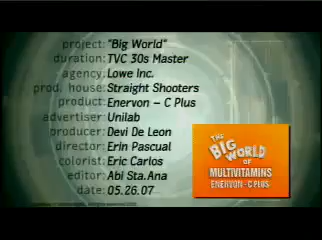 project: "Big World"
duration: TVC 30s Master
agency: Lowe Inc.
prod. house: Straight Shooters
product: Enervon - C Plus
advertiser: Unilab
producer: Devi De Leon
director: Erin Pascual
colorist: Eric Carlos
editor: Abi Sta.Ana
date: 05.26.07
THE
BIG
WORLD
OF
MULTIVITAMINS
ENERVON-C PLUS